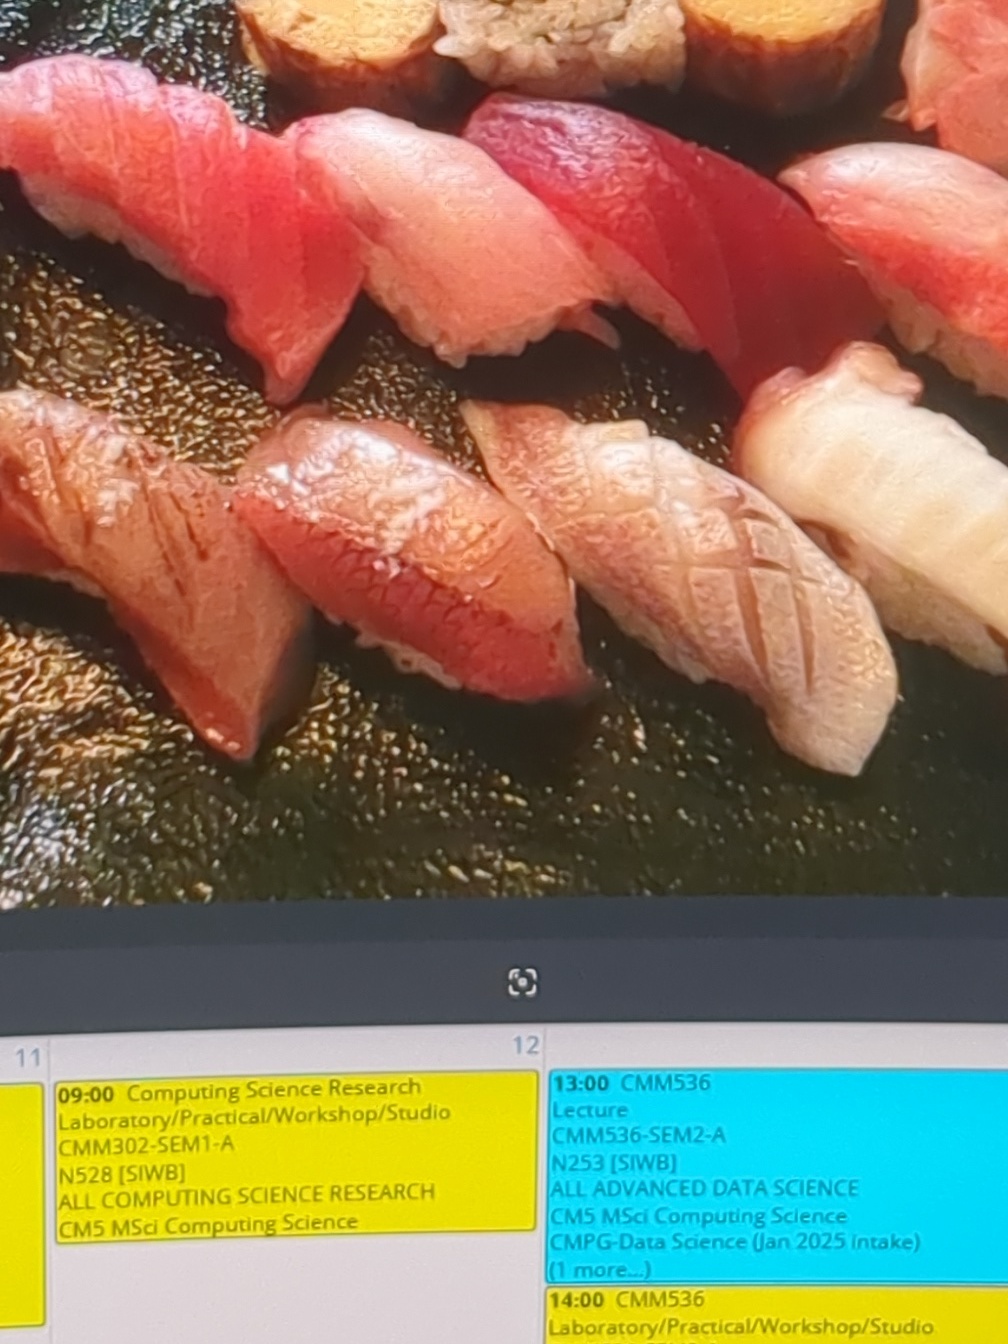 11
12
09:00 Computing Science Research
Laboratory/Practical/Workshop/Studio
CMM302-SEM1-A
N528 [SIWB]
ALL COMPUTING SCIENCE RESEARCH
CM5 MSci Computing Science
13:00 CMM536
Lecture
CMM536-SEM2-A
N253 [SIWB]
ALL ADVANCED DATA SCIENCE
CM5 MSci Computing Science
CMPG-Data Science (Jan 2025 intake)
(1 more...)
14:00 CMM536
Laboratory/Practical/Workshop/Studio